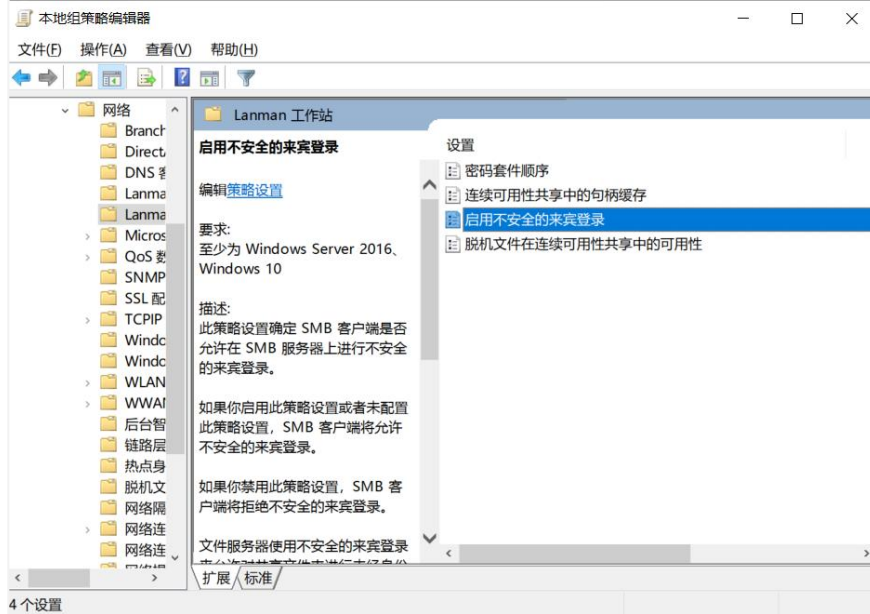 本地组策略编辑器
文件(F) 操作(A) 查看(V) 帮助(H)
网络
Branch
Direct
DNS 客
Lanma
Lanma
Micros
QoS 数
SNMP
SSL 配
TCPIP
Windo
Windo
WLAN
WWAN
后台智
链路层
热点身
脱机文
网络隔
网络连
网络连
Lanman 工作站
启用不安全的来宾登录
编辑策略设置
要求:
至少为 Windows Server 2016、
Windows 10
描述:
此策略设置确定 SMB 客户端是否
允许在 SMB 服务器上进行不安全
的来宾登录。
如果你启用此策略设置或者未配置
此策略设置，SMB 客户端将允许
不安全的来宾登录。
如果你禁用此策略设置，SMB 客
户端将拒绝不安全的来宾登录。
文件服务器使用不安全的来宾登录
设置
密码套件顺序
连续可用性共享中的句柄缓存
启用不安全的来宾登录
脱机文件在连续可用性共享中的可用性
扩展 标准
4 个设置